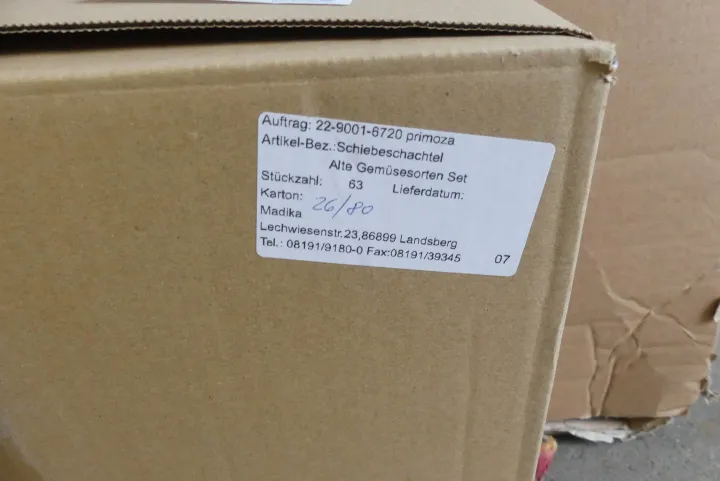 Auftrag: 22-9001-6720 primoza
Artikel-Bez.:Schiebeschachtel
Alte Gemüsesorten Set
Stückzahl: 63 Lieferdatum:
Karton: 26/80
Madika
Lechwiesenstr.23,86899 Landsberg
Tel.: 08191/9180-0 Fax:08191/39345 07